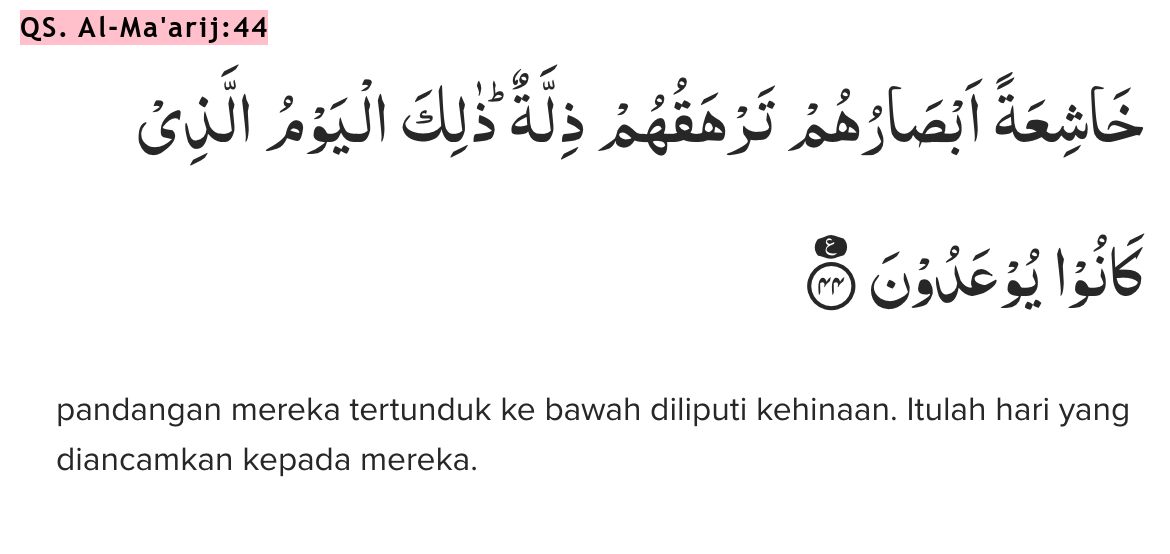 QS. Al-Ma'arij:44
خَاشِعَةً اَبْصَارُهُمْ تَرْهَقُهُمْ ذِلَّةٌ ۗذٰلِكَ الْيَوْمُ الَّذِيْ
كَانُوْا يُوْعَدُوْنَ ࣖ ٤٤
pandangan mereka tertunduk ke bawah diliputi kehinaan. Itulah hari yang
diancamkan kepada mereka.